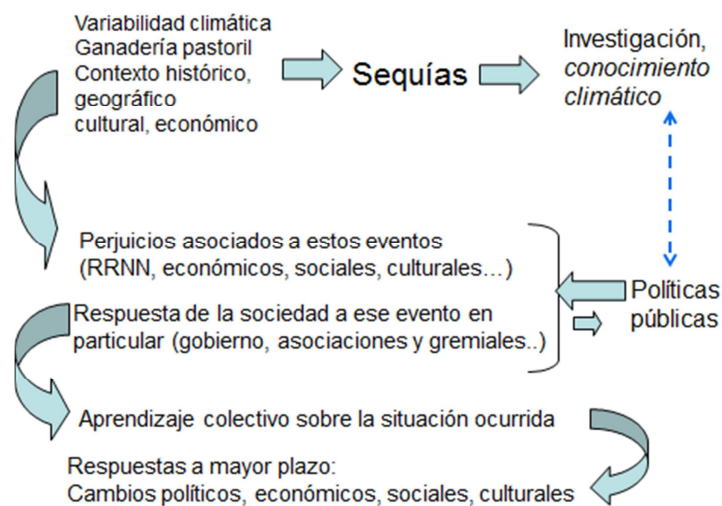 Variabilidad climática
Ganadería pastoril
Contexto histórico,
geográfico
cultural, económico
Sequías
Investigación,
conocimiento
climático
Perjuicios asociados a estos eventos
(RRNN, económicos, sociales, culturales…)
Respuesta de la sociedad a ese evento en
particular (gobierno, asociaciones y gremiales..)
Políticas
públicas
Aprendizaje colectivo sobre la situación ocurrida
Respuestas a mayor plazo:
Cambios políticos, económicos, sociales, culturales